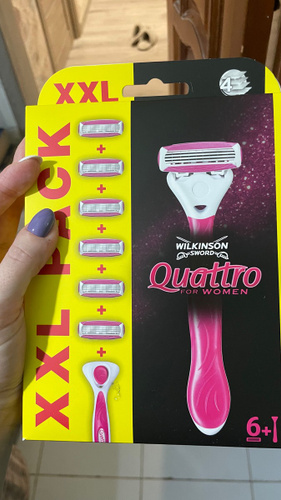 XXL
4
XXL PACK
+
+
+
+
+
+
WILKINSON
SWORD
Quattro
FOR WOMEN
6+